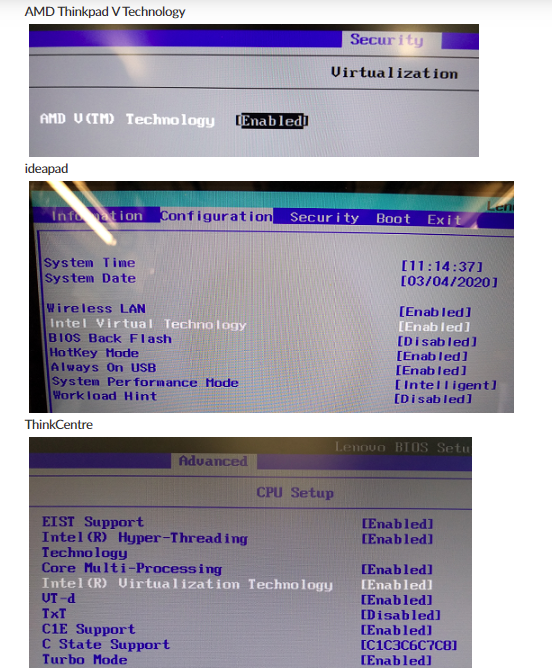 AMD Thinkpad V Technology
Security
Virtualization
AMD V(TM) Technology [Enabled]
ideapad
Len
Information Configuration Security Boot Exit
System Time [11:14:37]
System Date [03/04/2020]
Wireless LAN [Enabled]
Intel Virtual Technology [Enabled]
BIOS Back Flash [Disabled]
HotKey Mode [Enabled]
Always On USB [Enabled]
System Performance Mode [Intelligent]
Workload Hint [Disabled]
ThinkCentre
Lenovo BIOS Setu
Advanced
CPU Setup
EIST Support [Enabled]
Intel(R) Hyper-Threading [Enabled]
Technology
Core Multi-Processing [Enabled]
Intel(R) Virtualization Technology [Enabled]
VT-d [Enabled]
TxT [Disabled]
C1E Support [Enabled]
C State Support [C1C3C6C7C8]
Turbo Mode [Enabled]